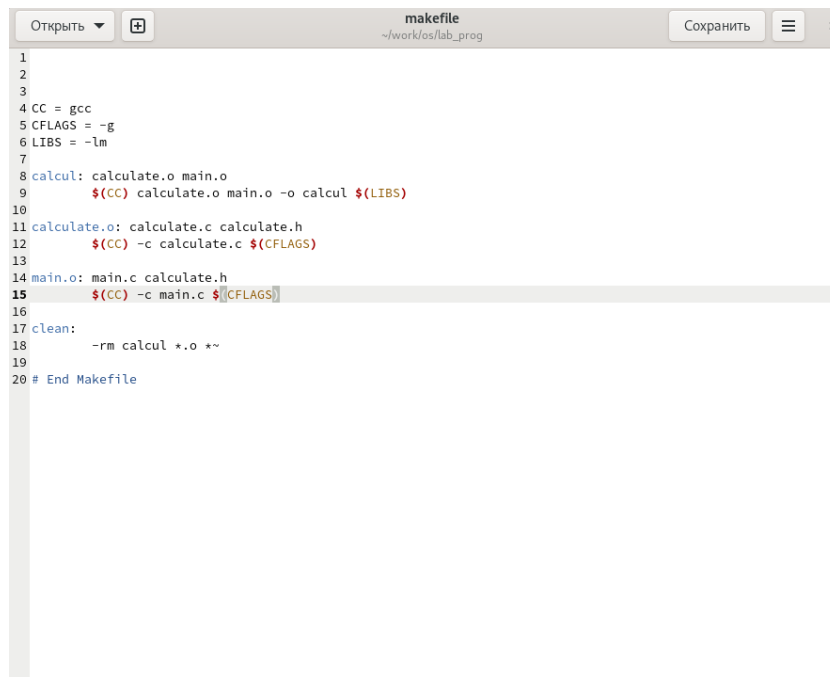 Открыть
makefile
~/work/os/lab_prog
Сохранить
1
2
3
4 CC = gcc
5 CFLAGS = -g
6 LIBS = -lm
7
8 calcul: calculate.o main.o
9 $(CC) calculate.o main.o -o calcul $(LIBS)
10
11 calculate.o: calculate.c calculate.h
12 $(CC) -c calculate.c $(CFLAGS)
13
14 main.o: main.c calculate.h
15 $(CC) -c main.c $(CFLAGS)
16
17 clean:
18 -rm calcul *.o *~
19
20 # End Makefile